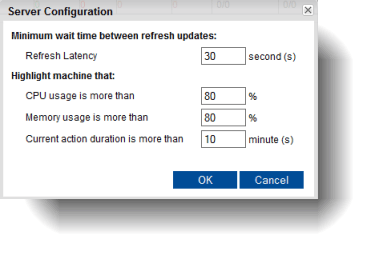 Server Configuration
Minimum wait time between refresh updates:
Refresh Latency 30 second (s)
Highlight machine that:
CPU usage is more than 80 %
Memory usage is more than 80 %
Current action duration is more than 10 minute (s)
OK Cancel